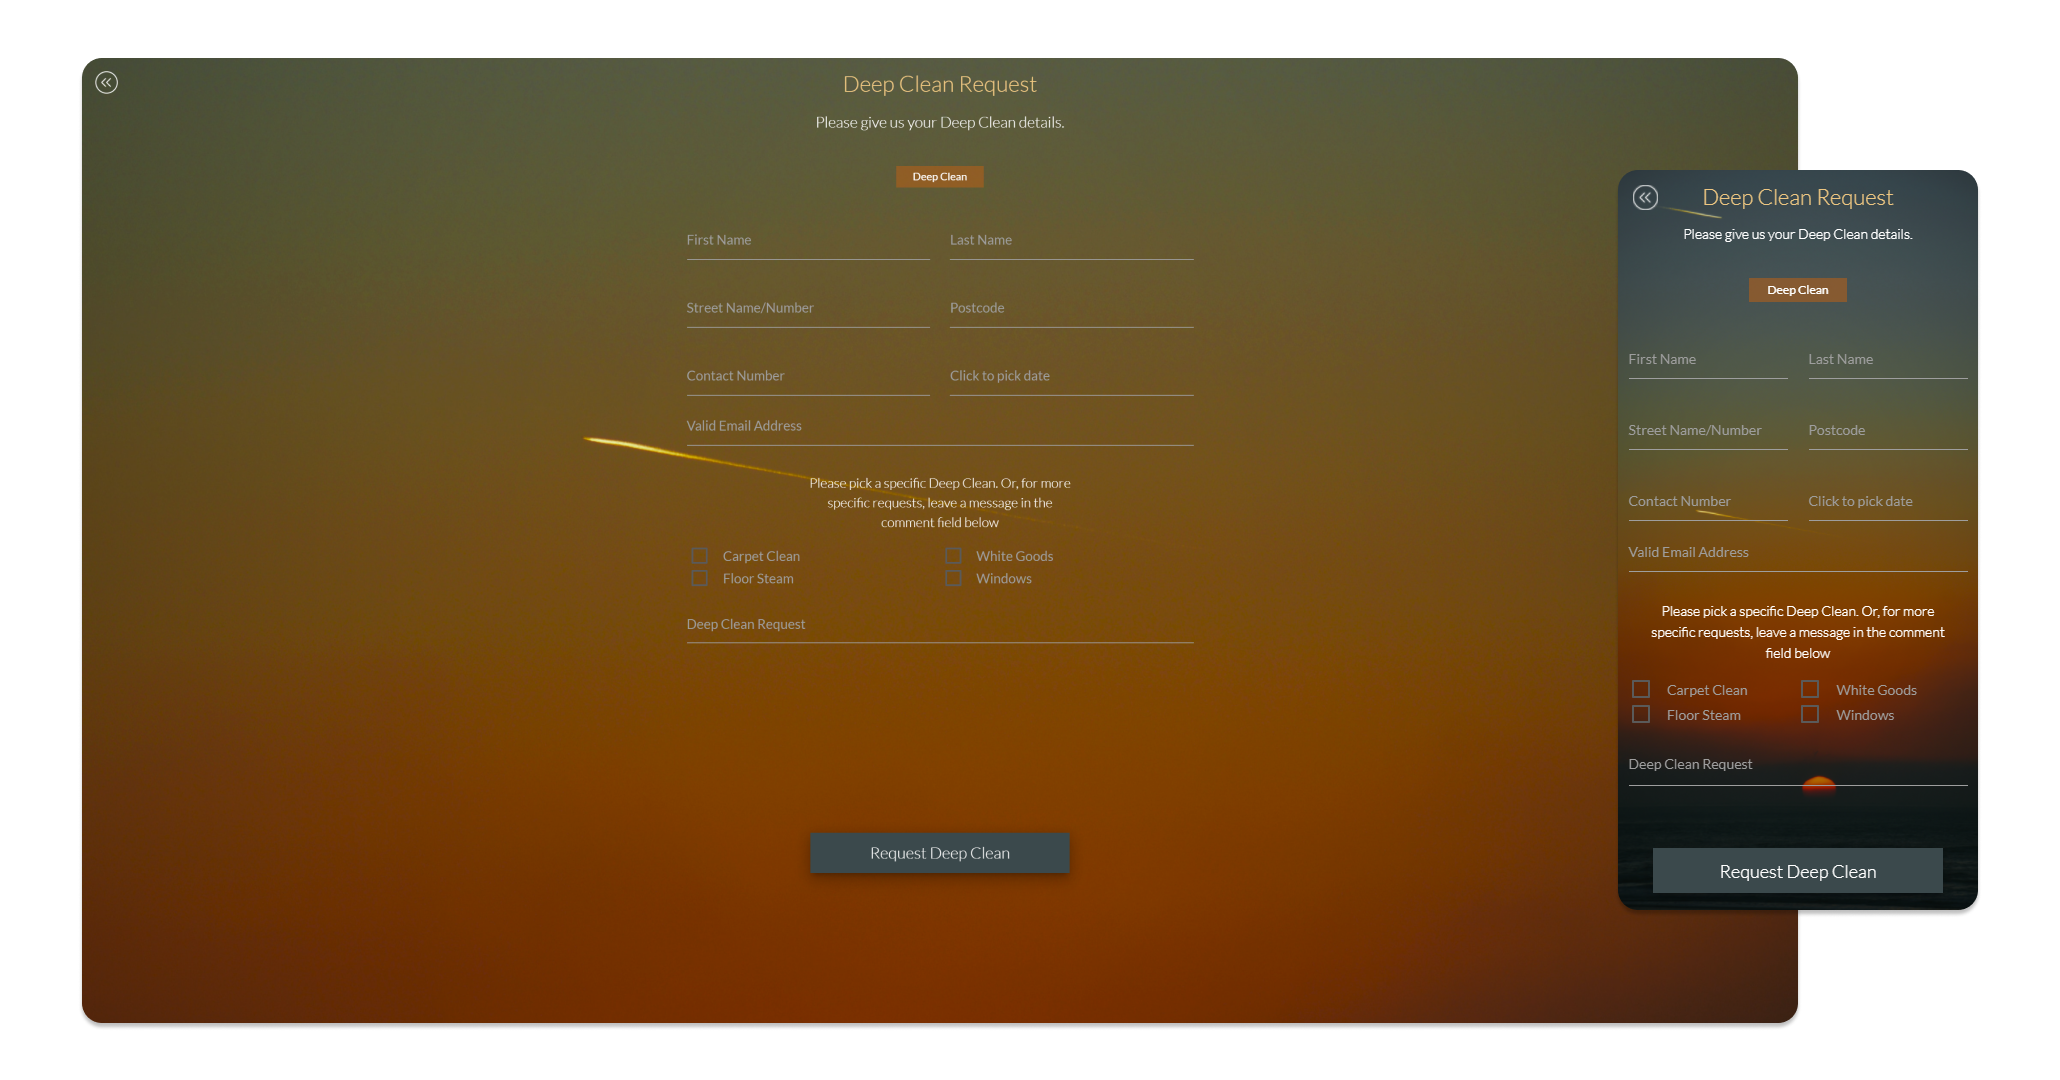 Deep Clean Request
Please give us your Deep Clean details.
Deep Clean
First Name
Last Name
Street Name/Number
Postcode
Contact Number
Click to pick date
Valid Email Address
Please pick a specific Deep Clean. Or, for more
specific requests, leave a message in the
comment field below
Carpet Clean
White Goods
Floor Steam
Windows
Deep Clean Request
Request Deep Clean
Deep Clean Request
Please give us your Deep Clean details.
Deep Clean
First Name
Last Name
Street Name/Number
Postcode
Contact Number
Click to pick date
Valid Email Address
Please pick a specific Deep Clean. Or, for more
specific requests, leave a message in the comment
field below
Carpet Clean
White Goods
Floor Steam
Windows
Deep Clean Request
Request Deep Clean